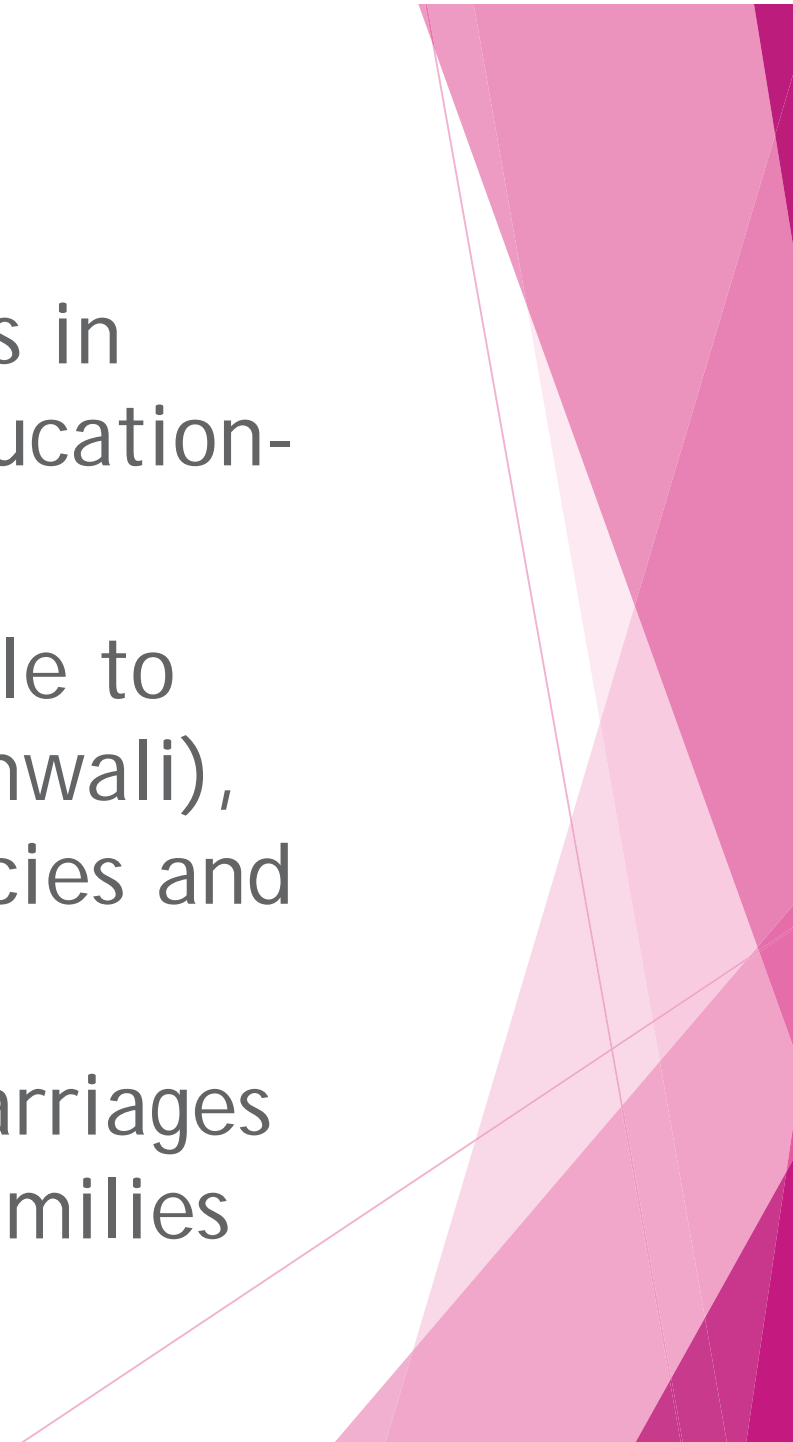 s in
ucation-
le to
nwali),
cies and
arriages
milies